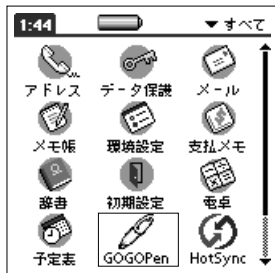 1:44 ▼すべて
アドレス データ保護 メール
メモ帳 環境設定 支払メモ
辞書 初期設定 電卓
予定表 GOGOPen HotSync